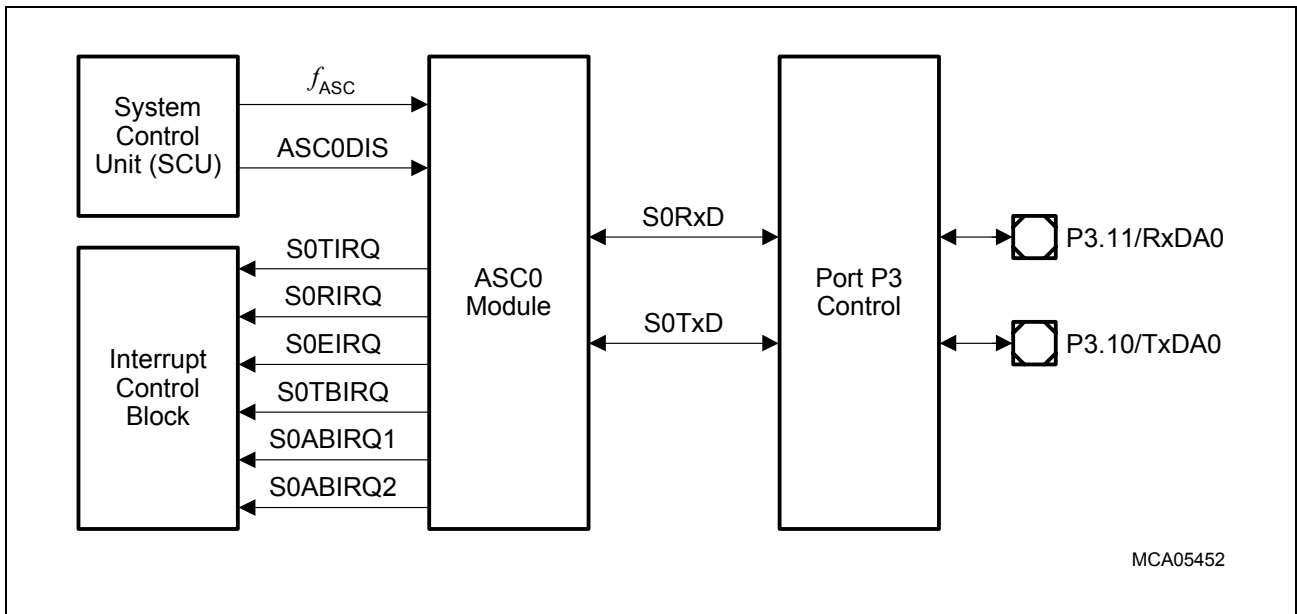 System
Control
Unit (SCU)
fASC
ASC0DIS
S0TIRQ
S0RIRQ
S0EIRQ
S0TBIRQ
S0ABIRQ1
S0ABIRQ2
Interrupt
Control
Block
ASC0
Module
S0RxD
S0TxD
Port P3
Control
P3.11/RxDA0
P3.10/TxDA0
MCA05452